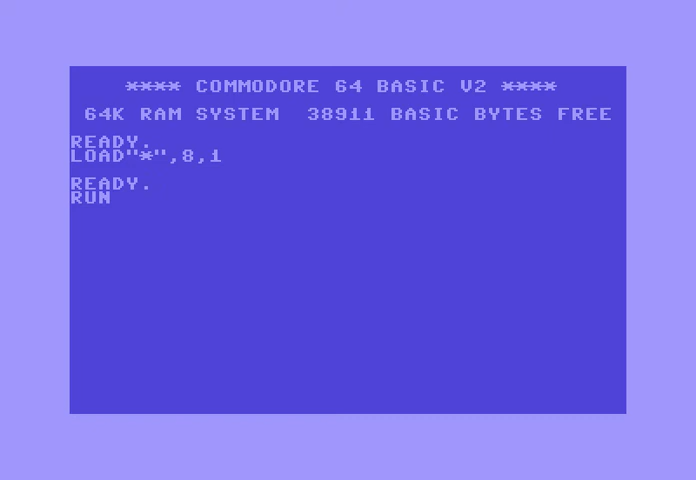 **** COMMODORE 64 BASIC V2 ****
64K RAM SYSTEM  38911 BASIC BYTES FREE
READY.
LOAD"*",8,1
READY.
RUN